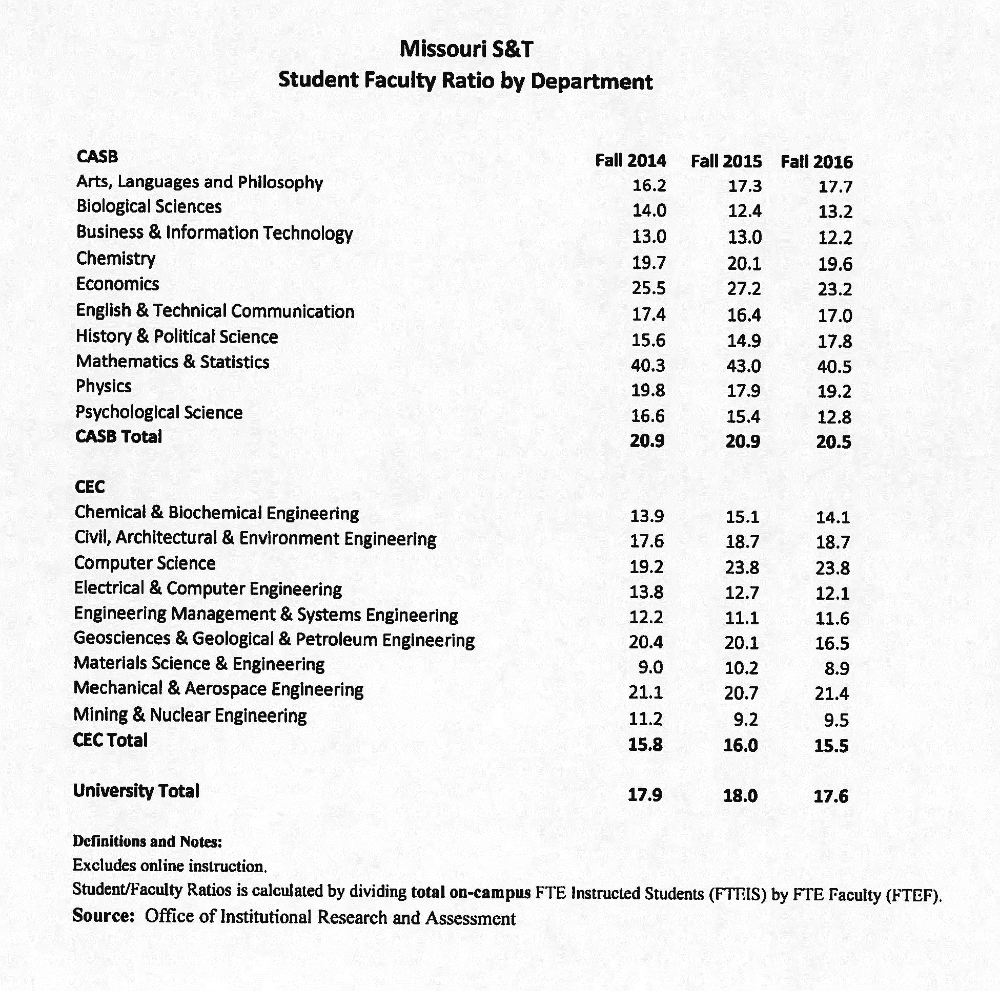 Missouri S&T
Student Faculty Ratio by Department
CASB Fall 2014 Fall 2015 Fall 2016
Arts, Languages and Philosophy 16.2 17.3 17.7
Biological Sciences 14.0 12.4 13.2
Business & Information Technology 13.0 13.0 12.2
Chemistry 19.7 20.1 19.6
Economics 25.5 27.2 23.2
English & Technical Communication 17.4 16.4 17.0
History & Political Science 15.6 14.9 17.8
Mathematics & Statistics 40.3 43.0 40.5
Physics 19.8 17.9 19.2
Psychological Science 16.6 15.4 12.8
CASB Total 20.9 20.9 20.5
CEC
Chemical & Biochemical Engineering 13.9 15.1 14.1
Civil, Architectural & Environment Engineering 17.6 18.7 18.7
Computer Science 19.2 23.8 23.8
Electrical & Computer Engineering 13.8 12.7 12.1
Engineering Management & Systems Engineering 12.2 11.1 11.6
Geosciences & Geological & Petroleum Engineering 20.4 20.1 16.5
Materials Science & Engineering 9.0 10.2 8.9
Mechanical & Aerospace Engineering 21.1 20.7 21.4
Mining & Nuclear Engineering 11.2 9.2 9.5
CEC Total 15.8 16.0 15.5
University Total 17.9 18.0 17.6
Definitions and Notes:
Excludes online instruction.
Student/Faculty Ratios is calculated by dividing total on-campus FTE Instructed Students (FTEIS) by FTE Faculty (FTEF).
Source: Office of Institutional Research and Assessment